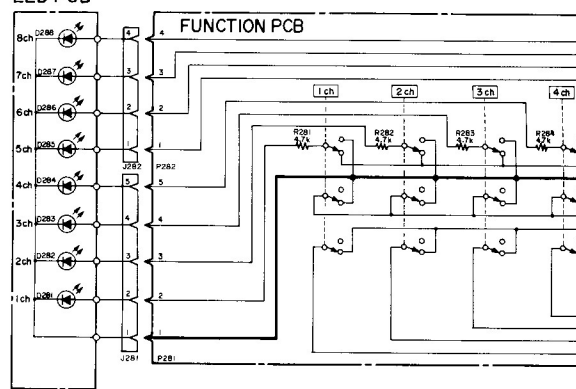 FUNCTION PCB
8ch D288 4 4
7ch D287 3 3
6ch D286 2 2
5ch D285 1 1
J282 P282
4ch D284 5 5
3ch D283 4 4
2ch D282 3 3
1ch D281 2 2
1 1
J281 P281
1ch 2ch 3ch 4ch
R281 R282 R283 R284
4.7k 4.7k 4.7k 4.7k